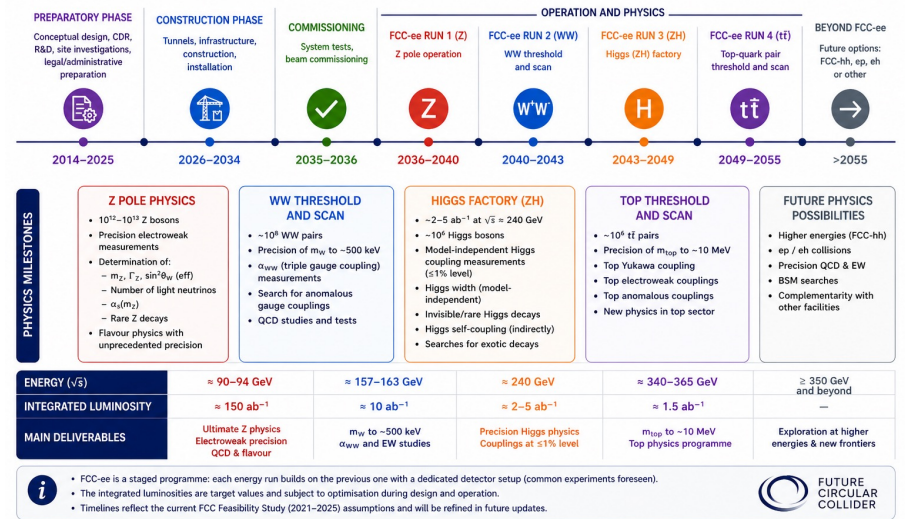 PREPARATORY PHASE
Conceptual design, CDR,
R&D, site investigations,
legal/administrative
preparation
2014–2025
CONSTRUCTION PHASE
Tunnels, infrastructure,
construction,
installation
2026–2034
COMMISSIONING
System tests,
beam commissioning
2035–2036
OPERATION AND PHYSICS
FCC-ee RUN 1 (Z)
Z pole operation
Z
2036–2040
FCC-ee RUN 2 (WW)
WW threshold
and scan
W⁺W⁻
2040–2043
FCC-ee RUN 3 (ZH)
Higgs (ZH) factory
H
2043–2049
FCC-ee RUN 4 (tt̄)
Top-quark pair
threshold and scan
tt̄
2049–2055
BEYOND FCC-ee
Future options:
FCC-hh, ep, eh
or other
>2055
PHYSICS MILESTONES
Z POLE PHYSICS
• 10¹²–10¹³ Z bosons
• Precision electroweak
measurements
• Determination of:
– m_Z, Γ_Z, sin²θ_W (eff)
– Number of light neutrinos
– α_s(m_Z)
– Rare Z decays
• Flavour physics with
unprecedented precision
WW THRESHOLD
AND SCAN
• ~10⁸ WW pairs
• Precision of m_W to ~500 keV
• α_WW (triple gauge coupling)
measurements
• Search for anomalous
gauge couplings
• QCD studies and tests
HIGGS FACTORY (ZH)
• ~2–5 ab⁻¹ at √s ≈ 240 GeV
• ~10⁶ Higgs bosons
• Model-independent Higgs
coupling measurements
(≤1% level)
• Higgs width (model-
independent)
• Invisible/rare Higgs decays
• Higgs self-coupling (indirectly)
• Searches for exotic decays
TOP THRESHOLD
AND SCAN
• ~10⁶ tt̄ pairs
• Precision of m_top to ~10 MeV
• Top Yukawa coupling
• Top electroweak couplings
• Top anomalous couplings
• New physics in top sector
FUTURE PHYSICS
POSSIBILITIES
• Higher energies (FCC-hh)
• ep / eh collisions
• Precision QCD & EW
• BSM searches
• Complementarity with
other facilities
ENERGY (√s)
≈ 90–94 GeV
≈ 157–163 GeV
≈ 240 GeV
≈ 340–365 GeV
≥ 350 GeV
and beyond
INTEGRATED LUMINOSITY
≈ 150 ab⁻¹
≈ 10 ab⁻¹
≈ 2–5 ab⁻¹
≈ 1.5 ab⁻¹
—
MAIN DELIVERABLES
Ultimate Z physics
Electroweak precision
QCD & flavour
m_W to ~500 keV
α_WW and EW studies
Precision Higgs physics
Couplings at ≤1% level
m_top to ~10 MeV
Top physics programme
Exploration at higher
energies & new frontiers
i
• FCC-ee is a staged programme: each energy run builds on the previous one with a dedicated detector setup (common experiments foreseen).
• The integrated luminosities are target values and subject to optimisation during design and operation.
• Timelines reflect the current FCC Feasibility Study (2021–2025) assumptions and will be refined in future updates.
FUTURE
CIRCULAR
COLLIDER